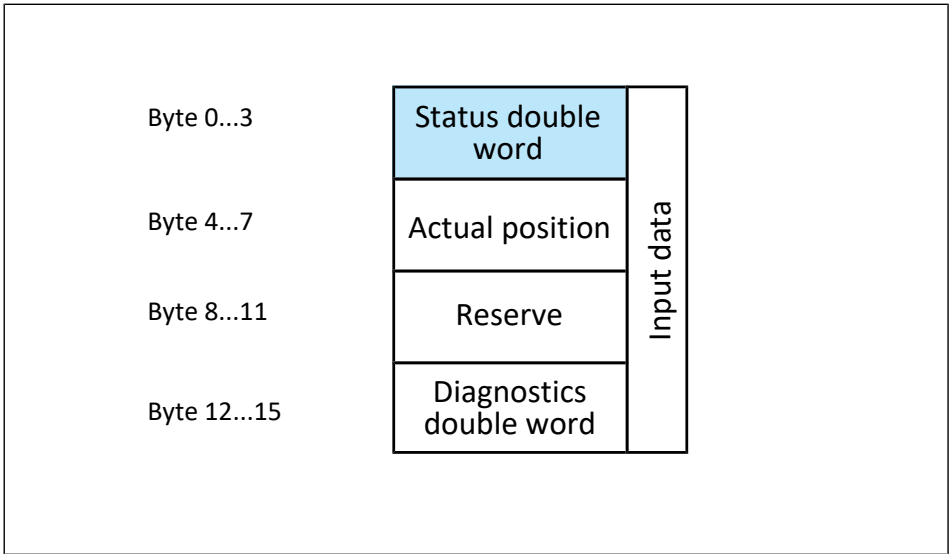 Byte 0...3
Status double
word
Byte 4...7
Actual position
Byte 8...11
Reserve
Byte 12...15
Diagnostics
double word
Input data